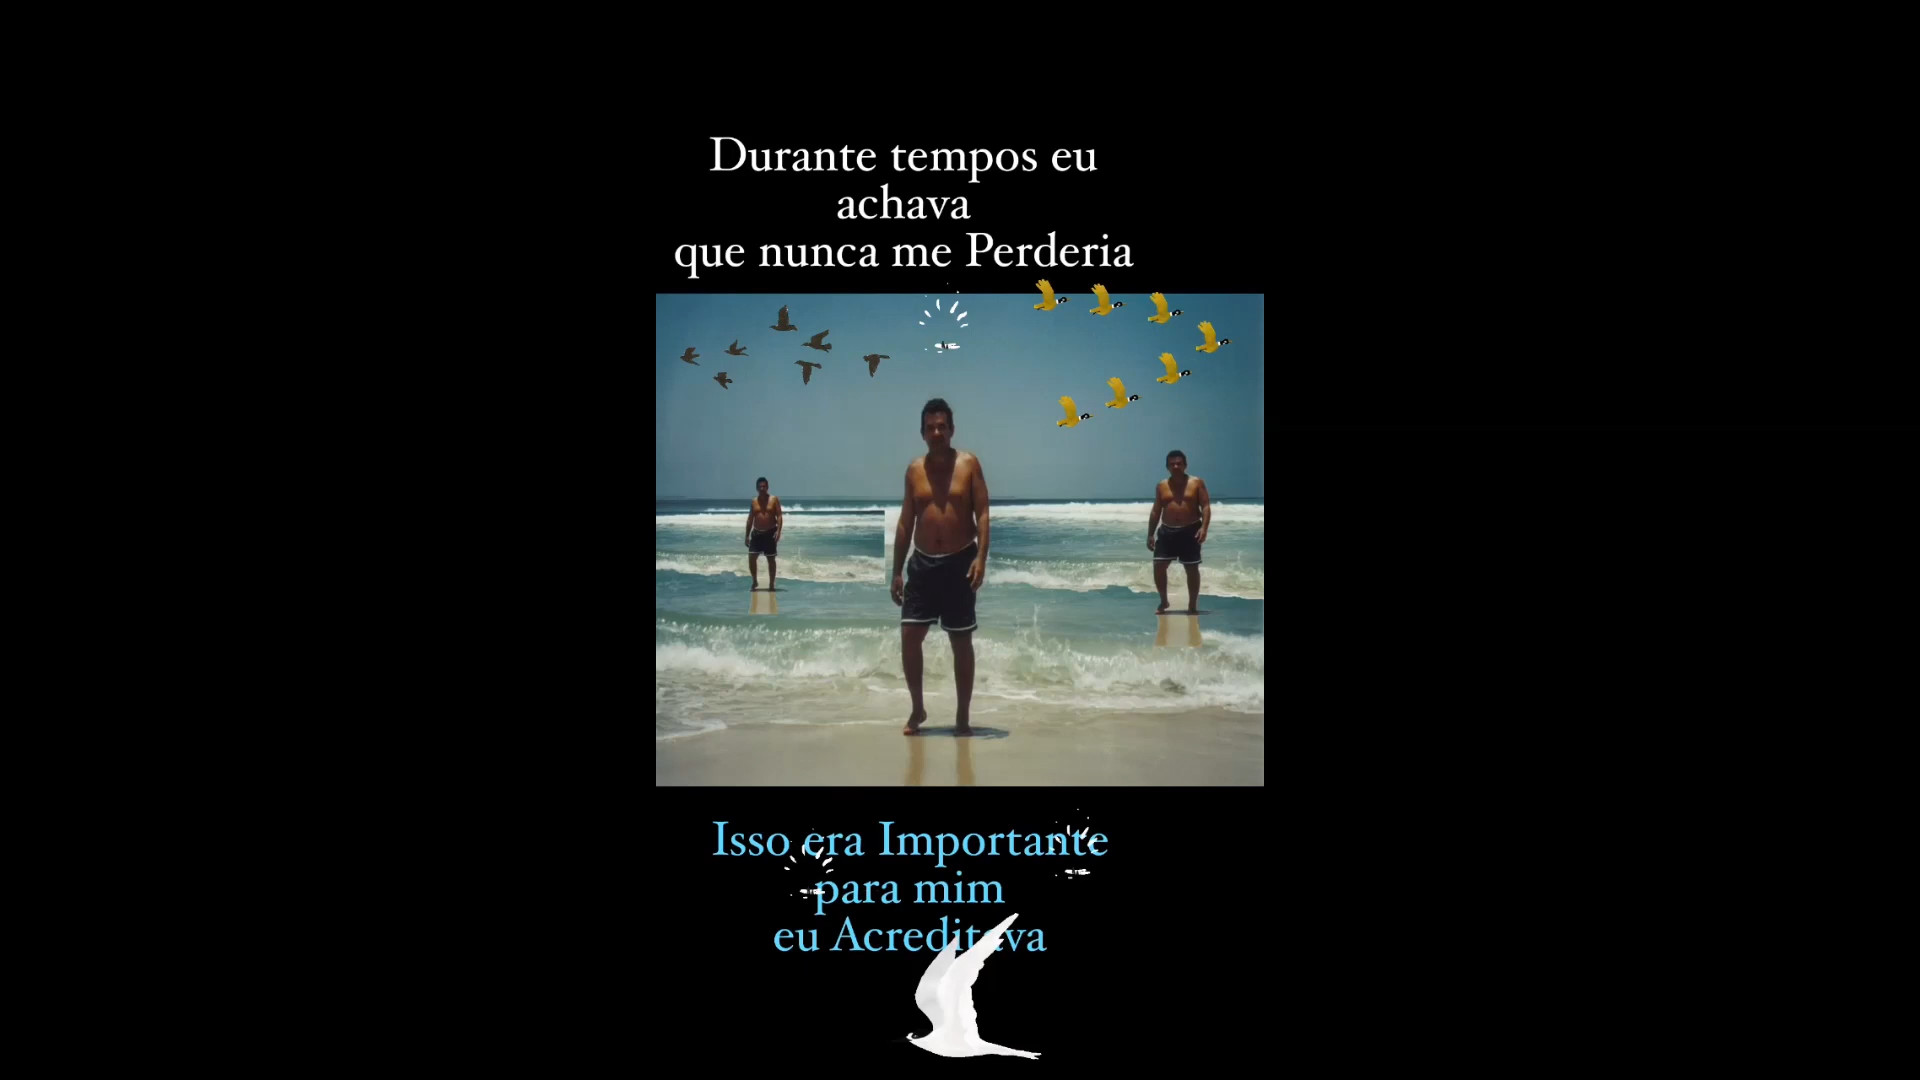 Durante tempos eu
achava
que nunca me Perderia
Isso era Importante
para mim
eu Acreditava